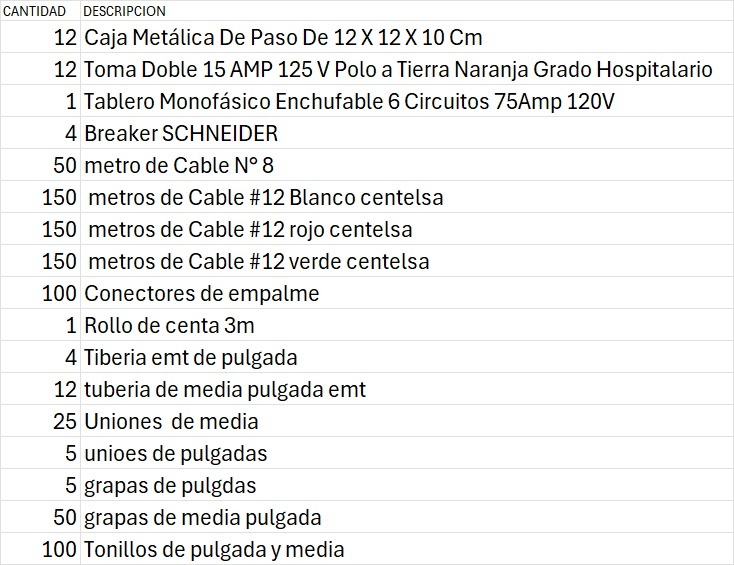 CANTIDAD DESCRIPCION
12 Caja Metálica De Paso De 12 X 12 X 10 Cm
12 Toma Doble 15 AMP 125 V Polo a Tierra Naranja Grado Hospitalario
1 Tablero Monofásico Enchufable 6 Circuitos 75Amp 120V
4 Breaker SCHNEIDER
50 metro de Cable N° 8
150 metros de Cable #12 Blanco centelsa
150 metros de Cable #12 rojo centelsa
150 metros de Cable #12 verde centelsa
100 Conectores de empalme
1 Rollo de centa 3m
4 Tiberia emt de pulgada
12 tuberia de media pulgada emt
25 Uniones de media
5 unioes de pulgadas
5 grapas de pulgdas
50 grapas de media pulgada
100 Tonillos de pulgada y media